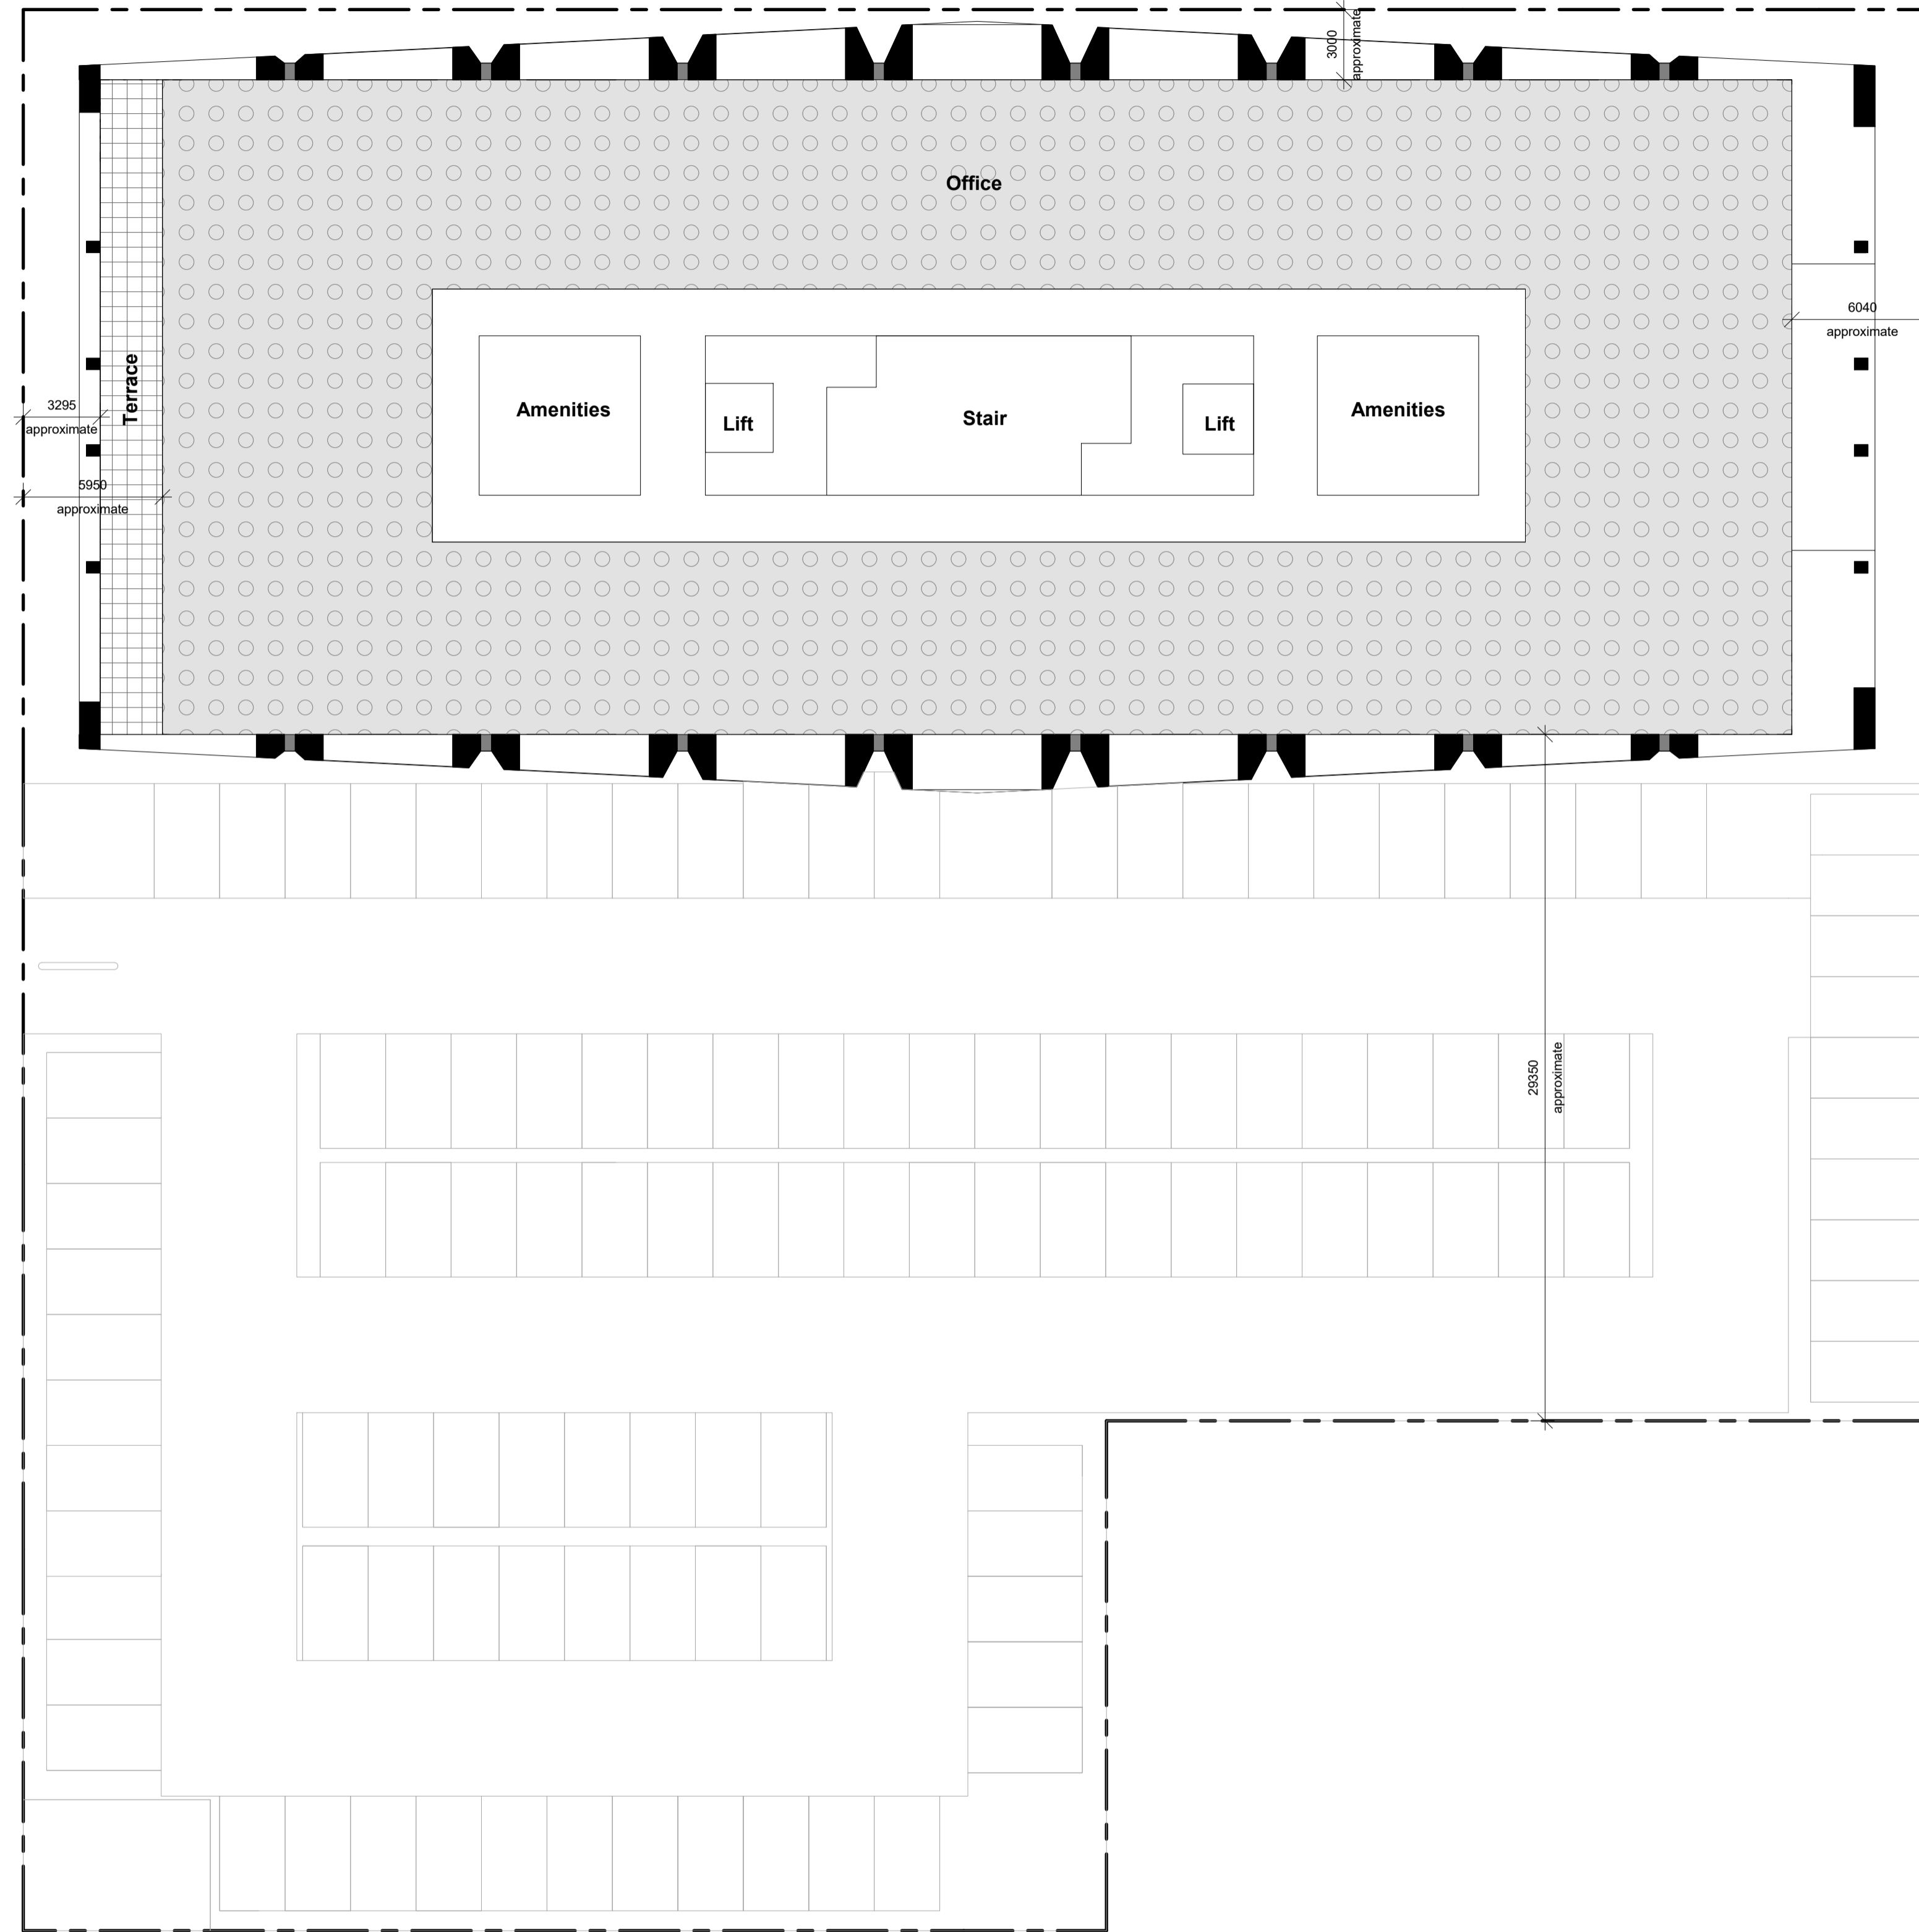 3000
approximate
Office
6040
approximate
Terrace
3295
approximate
Amenities
Lift
Stair
Lift
Amenities
5950
approximate
29350
approximate